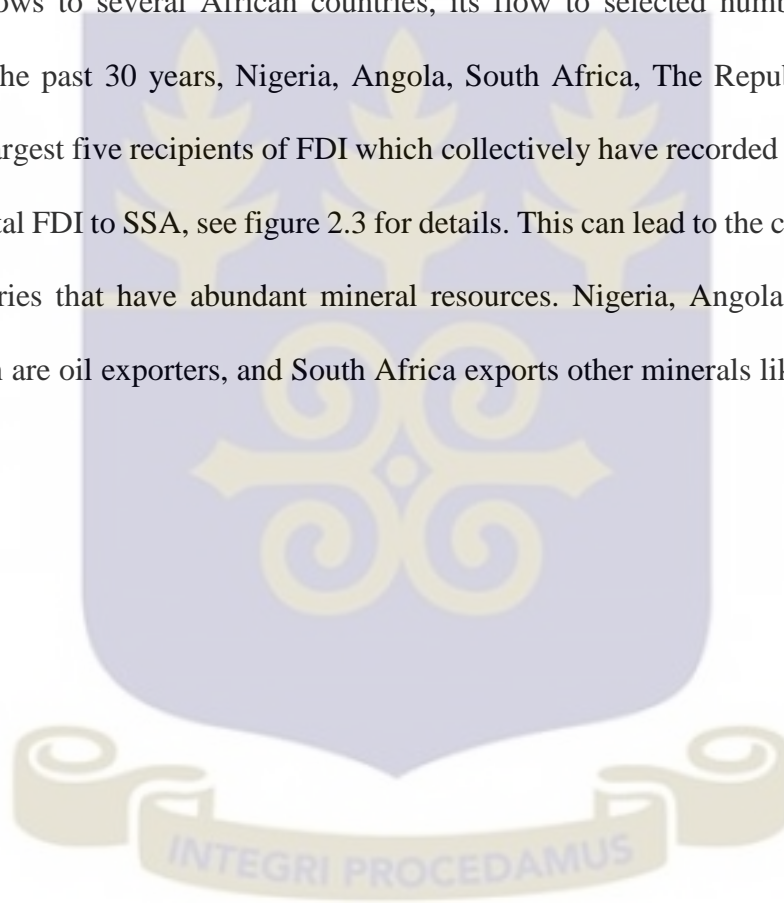 ows to several African countries, its flow to selected numb
he past 30 years, Nigeria, Angola, South Africa, The Repu
argest five recipients of FDI which collectively have recorded
tal FDI to SSA, see figure 2.3 for details. This can lead to the c
ries that have abundant mineral resources. Nigeria, Angola
are oil exporters, and South Africa exports other minerals li
INTEGRI PROCEDAMUS